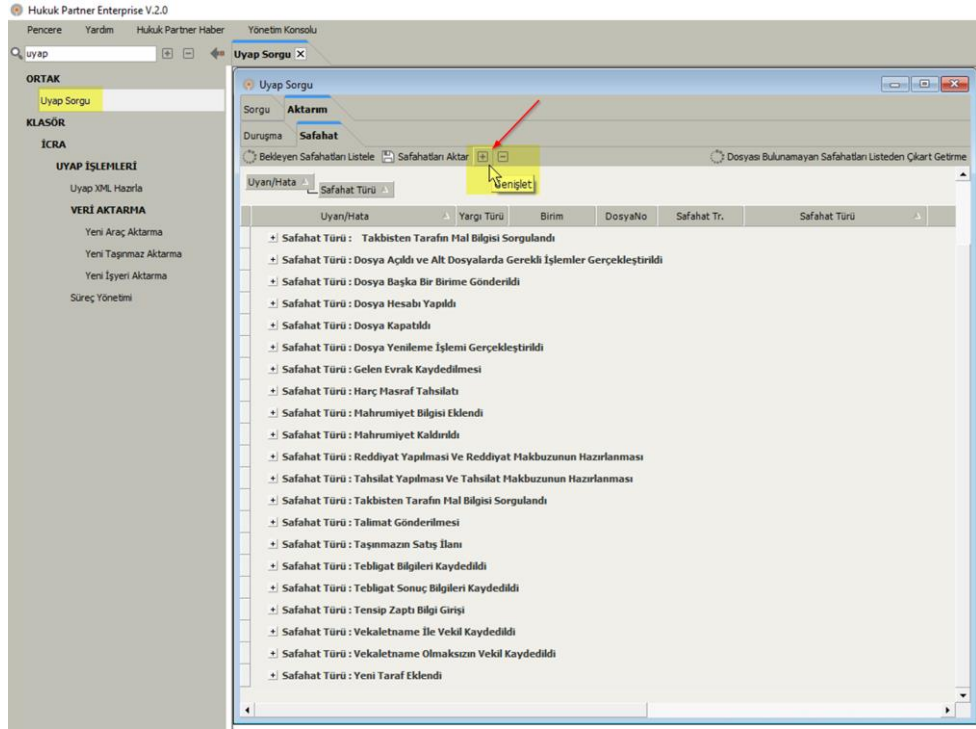 Hukuk Partner Enterprise V.2.0
Pencere Yardım Hukuk Partner Haber Yönetim Konsolu
uyap
Uyap Sorgu
ORTAK
Uyap Sorgu
KLASÖR
İCRA
UYAP İŞLEMLERİ
Uyap XML Hazırla
VERİ AKTARMA
Yeni Araç Aktarma
Yeni Taşınmaz Aktarma
Yeni İşyeri Aktarma
Süreç Yönetimi
Uyap Sorgu
Sorgu Aktarım
Duruşma Safahat
Bekleyen Safahatları Listele Safahatları Aktar Dosyası Bulunamayan Safahatları Listeden Çıkart Getirme
Genişlet
Uyarı/Hata
Safahat Türü
Uyarı/Hata Yargı Türü Birim DosyaNo Safahat Tr. Safahat Türü
Safahat Türü : Takbisten Tarafın Mal Bilgisi Sorgulandı
Safahat Türü : Dosya Açıldı ve Alt Dosyalarda Gerekli İşlemler Gerçekleştirildi
Safahat Türü : Dosya Başka Bir Birime Gönderildi
Safahat Türü : Dosya Hesabı Yapıldı
Safahat Türü : Dosya Kapatıldı
Safahat Türü : Dosya Yenileme İşlemi Gerçekleştirildi
Safahat Türü : Gelen Evrak Kaydedilmesi
Safahat Türü : Harç Masraf Tahsilatı
Safahat Türü : Mahrumiyet Bilgisi Eklendi
Safahat Türü : Mahrumiyet Kaldırıldı
Safahat Türü : Reddiyat Yapılmasi Ve Reddiyat Makbuzunun Hazırlanması
Safahat Türü : Tahsilat Yapılması Ve Tahsilat Makbuzunun Hazırlanması
Safahat Türü : Takbisten Tarafın Mal Bilgisi Sorgulandı
Safahat Türü : Talimat Gönderilmesi
Safahat Türü : Taşınmazın Satış İlanı
Safahat Türü : Tebligat Bilgileri Kaydedildi
Safahat Türü : Tebligat Sonuç Bilgileri Kaydedildi
Safahat Türü : Tensip Zaptı Bilgi Girişi
Safahat Türü : Vekaletname İle Vekil Kaydedildi
Safahat Türü : Vekaletname Olmaksızın Vekil Kaydedildi
Safahat Türü : Yeni Taraf Eklendi